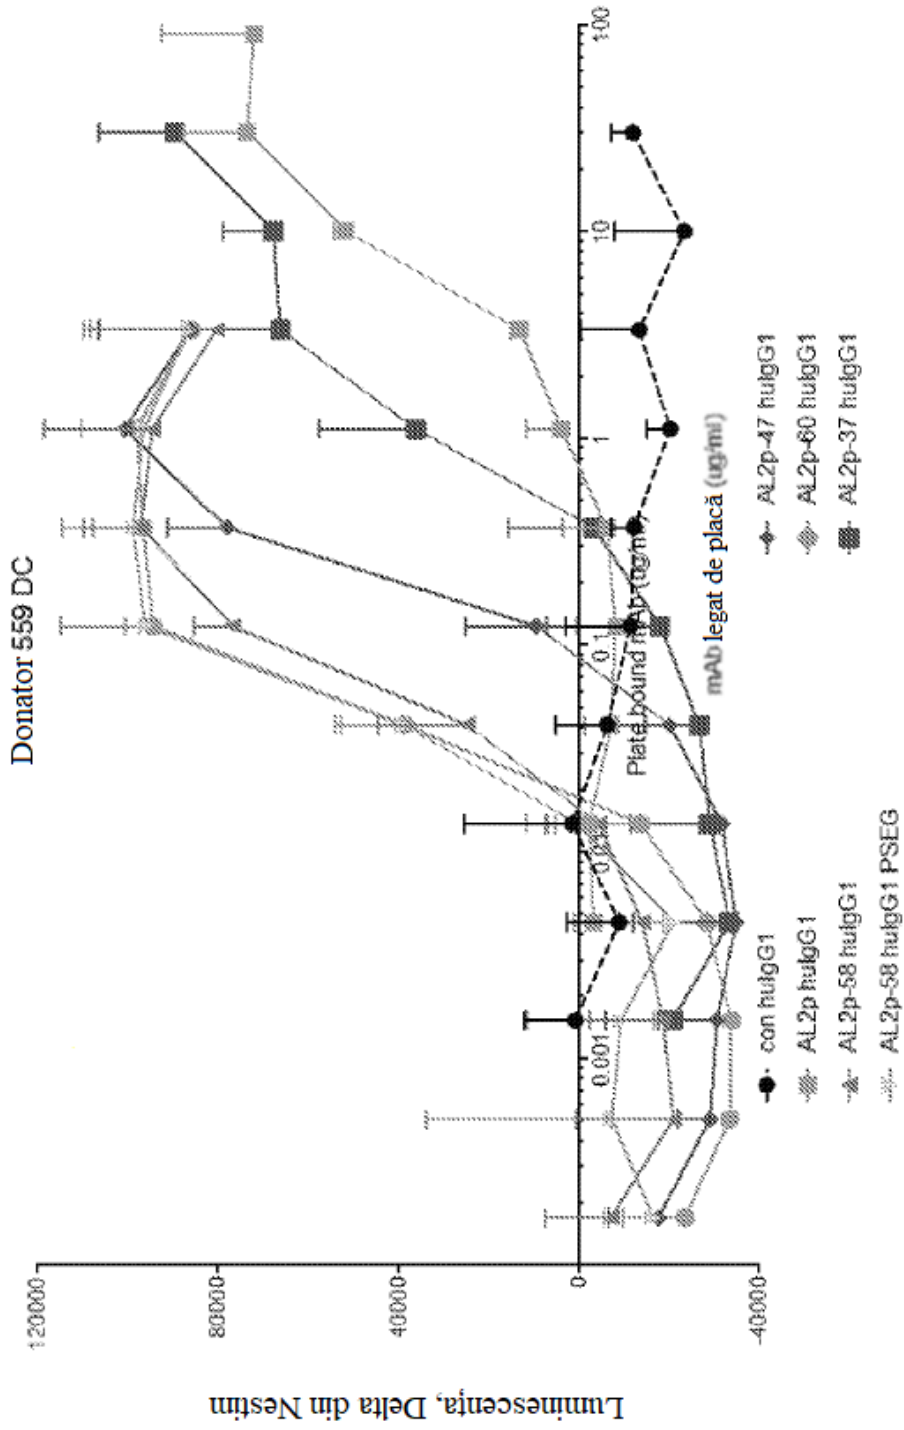 Donator 559 DC
Luminescența, Delta din Nestim
120000
80000
40000
0
-40000
0.001
0.01
0.1
1
10
100
Plate bound mAb (ug/ml)
mAb legat de placă (ug/ml)
con huIgG1
AL2p huIgG1
AL2p-58 huIgG1
AL2p-58 huIgG1 PSEG
AL2p-47 huIgG1
AL2p-60 huIgG1
AL2p-37 huIgG1